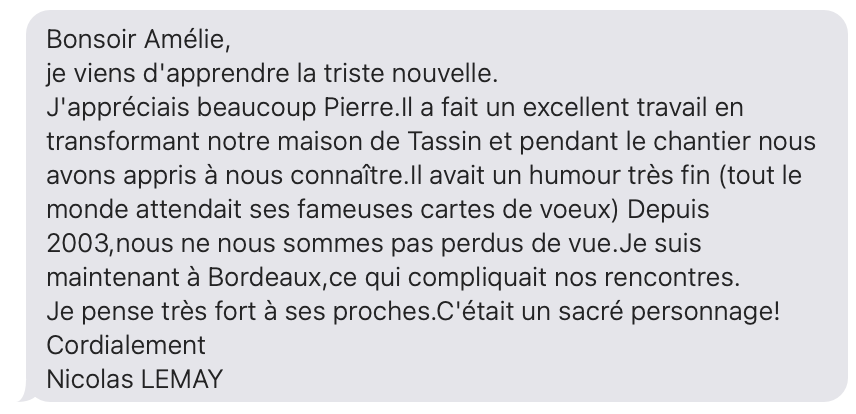 Bonsoir Amélie,
je viens d'apprendre la triste nouvelle.
J'appréciais beaucoup Pierre.Il a fait un excellent travail en
transformant notre maison de Tassin et pendant le chantier nous
avons appris à nous connaître.Il avait un humour très fin (tout le
monde attendait ses fameuses cartes de voeux) Depuis
2003,nous ne nous sommes pas perdus de vue.Je suis
maintenant à Bordeaux,ce qui compliquait nos rencontres.
Je pense très fort à ses proches.C'était un sacré personnage!
Cordialement
Nicolas LEMAY